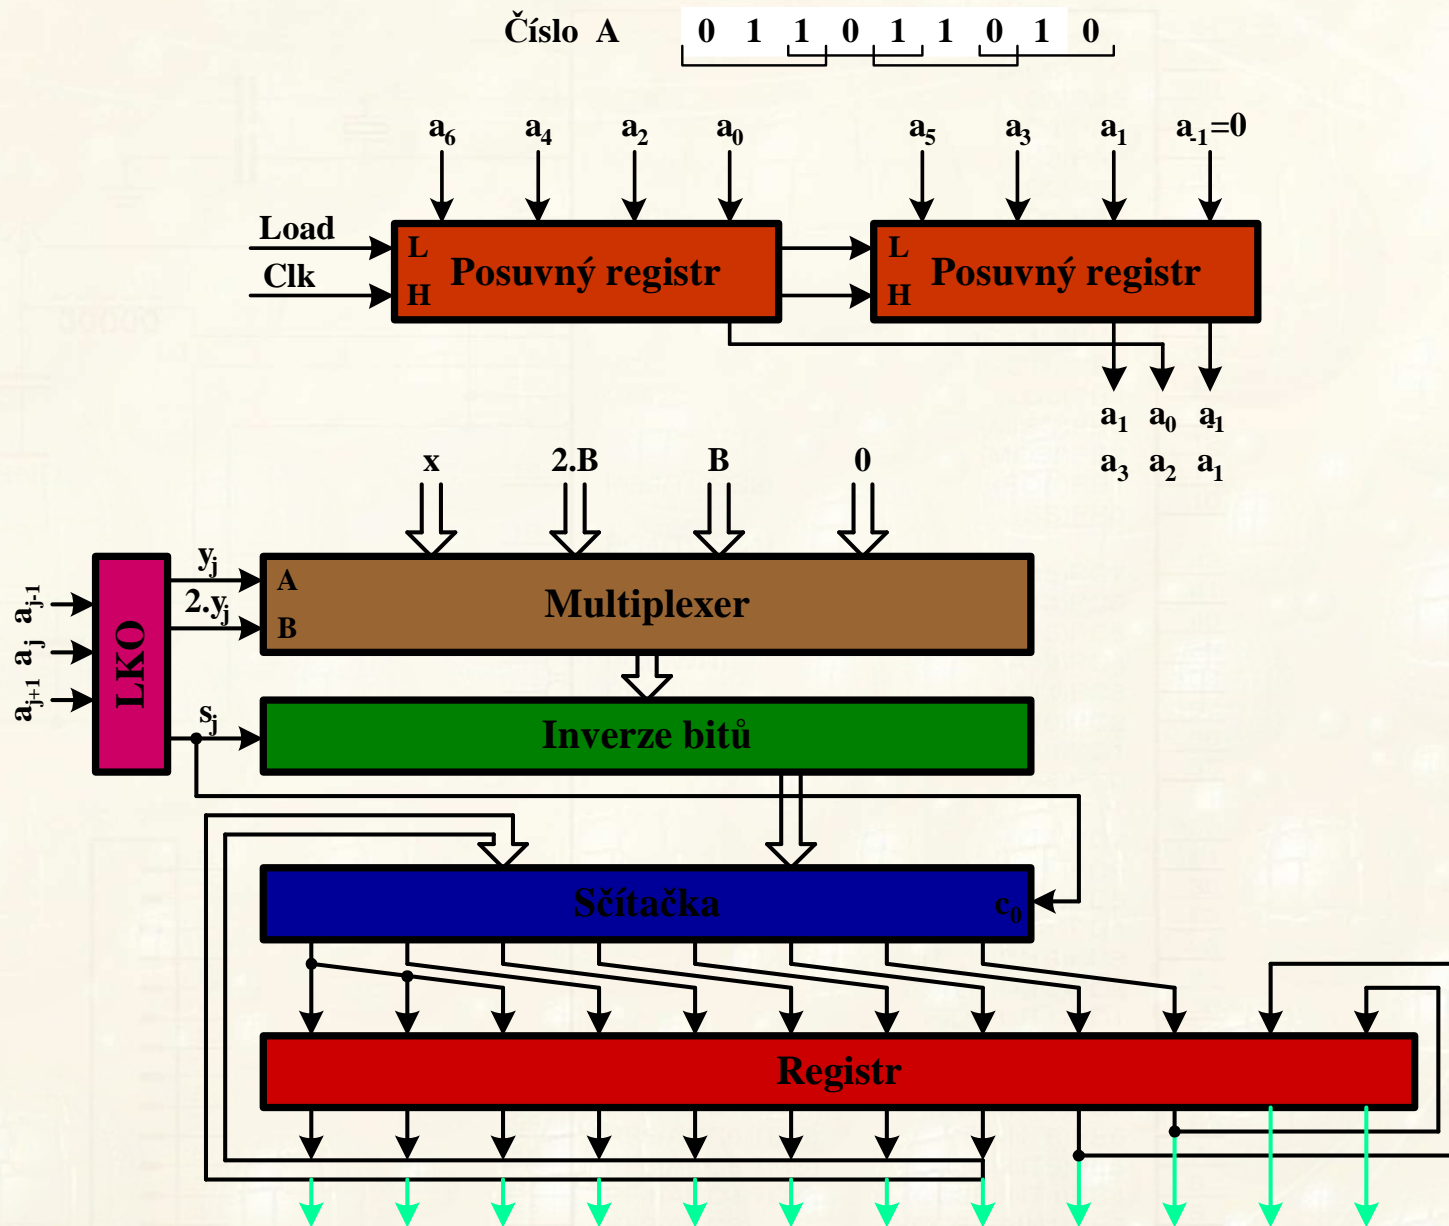 Číslo A 0 1 1 0 1 1 0 1 0
a6 a4 a2 a0 a5 a3 a1 a-1=0
Load L Posuvný registr L Posuvný registr
Clk H H
a1 a0 a-1
x 2.B B 0 a3 a2 a1
yj A Multiplexer
2.yj B
aj-1
aj
aj+1
LKO
sj Inverze bitů
Sčítačka c0
Registr